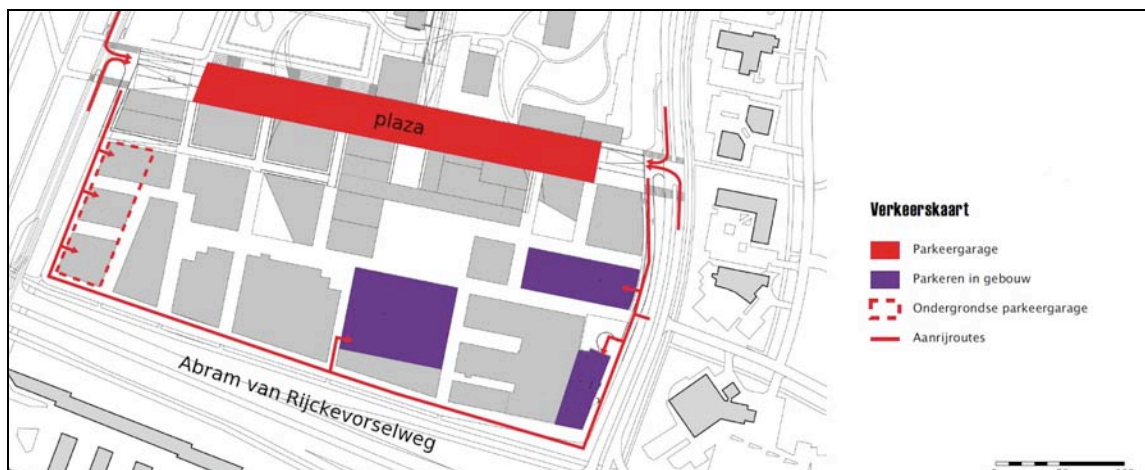 plaza
Abram van Rijckevorselweg
Verkeerskaart
Parkeergarage
Parkeren in gebouw
Ondergrondse parkeergarage
Aanrijroutes